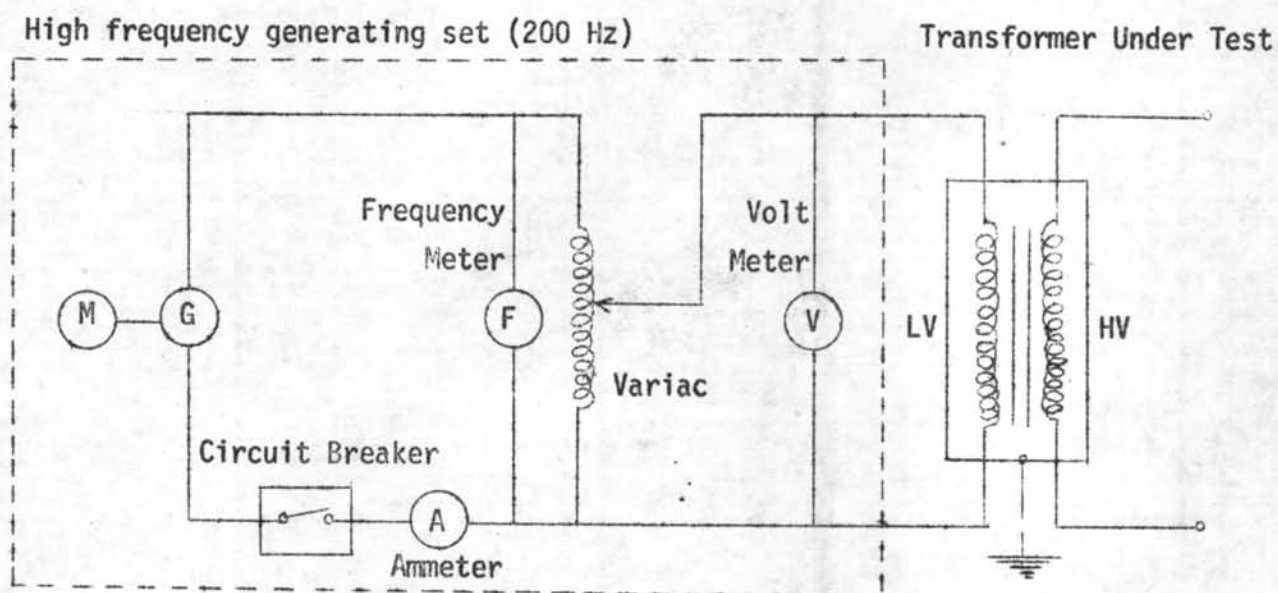 High frequency generating set (200 Hz)
Transformer Under Test
Frequency
Meter
Volt
Meter
M
G
F
V
LV
HV
Variac
Circuit Breaker
A
Ammeter